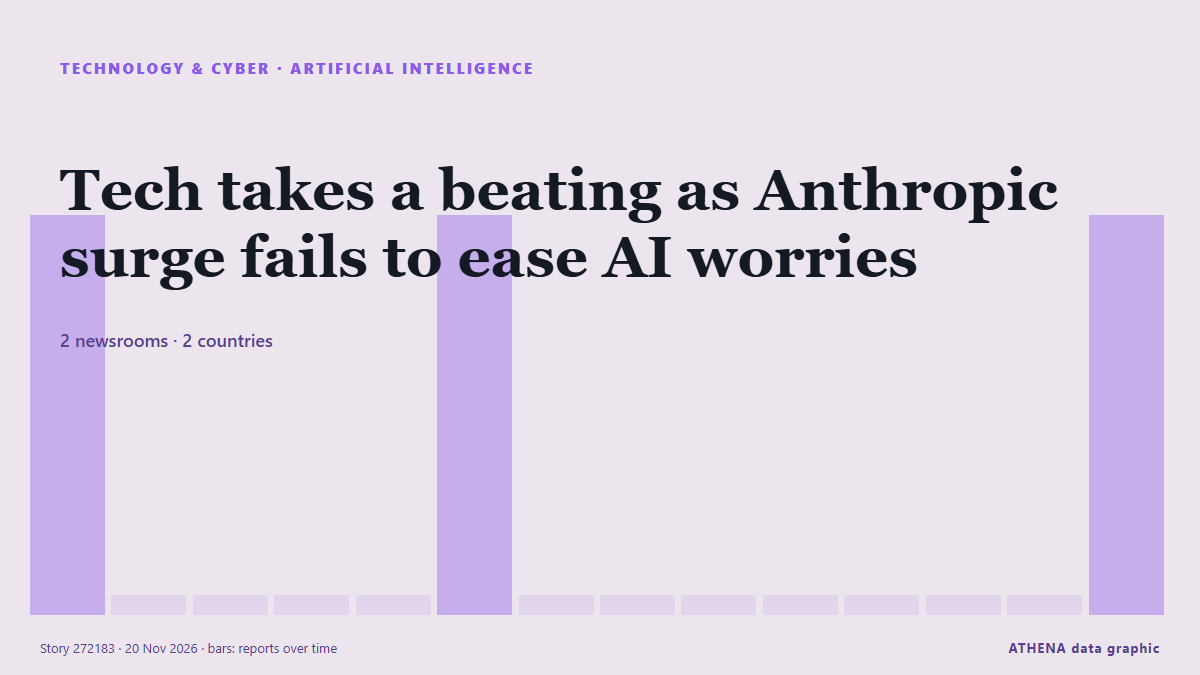 TECHNOLOGY & CYBER · ARTIFICIAL INTELLIGENCE
Tech takes a beating as Anthropic
surge fails to ease AI worries
2 newsrooms · 2 countries
Story 272183 · 20 Nov 2026 · bars: reports over time
ATHENA data graphic